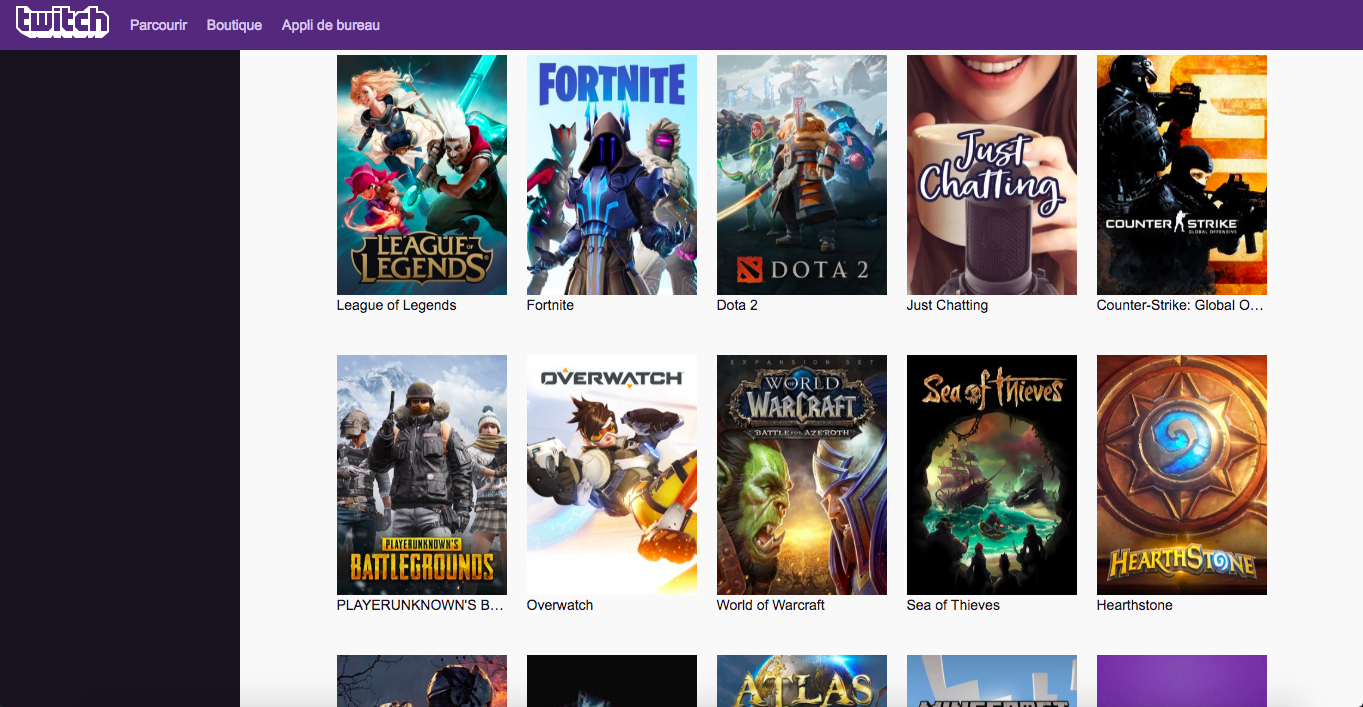 twitch Parcourir Boutique Appli de bureau
LEAGUE OF LEGENDS
FORTNITE
DOTA 2
Just Chatting
COUNTER STRIKE
GLOBAL OFFENSIVE
League of Legends
Fortnite
Dota 2
Just Chatting
Counter-Strike: Global O...
PLAYERUNKNOWN'S
BATTLEGROUNDS
OVERWATCH
EXPANSION SET
WORLD OF WARCRAFT
BATTLE FOR AZEROTH
Sea of Thieves
HEARTHSTONE
PLAYERUNKNOWN'S B...
Overwatch
World of Warcraft
Sea of Thieves
Hearthstone
ATLAS
MINECRAFT